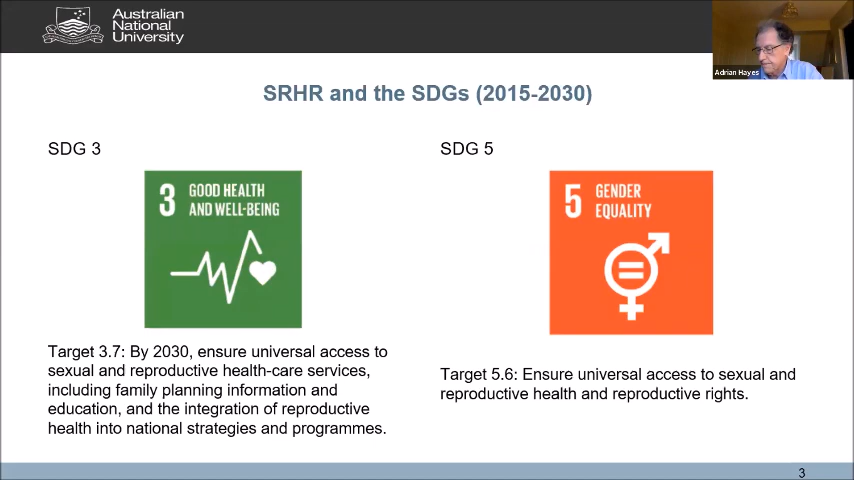 Australian
National
University
Adrian Hayes
SRHR and the SDGs (2015-2030)
SDG 3
3 GOOD HEALTH
AND WELL-BEING
Target 3.7: By 2030, ensure universal access to
sexual and reproductive health-care services,
including family planning information and
education, and the integration of reproductive
health into national strategies and programmes.
SDG 5
5 GENDER
EQUALITY
Target 5.6: Ensure universal access to sexual and
reproductive health and reproductive rights.
3